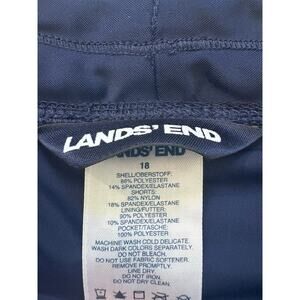 LANDS' END
ANDS' END
18
SHELL/OBERSTOFF:
86% POLYESTER
14% SPANDEX/ELASTANE
SHORTS:
82% NYLON
18% SPANDEX/ELASTANE
LINING/FUTTER:
90% POLYESTER
10% SPANDEX/ELASTANE
POCKET/TASCHE:
100% POLYESTER
MACHINE WASH COLD DELICATE.
WASH DARK COLORS SEPARATELY.
DO NOT BLEACH.
DO NOT USE FABRIC SOFTENER.
REMOVE PROMPTLY.
LINE DRY.
DO NOT IRON.
DO NOT DRY CLEAN.